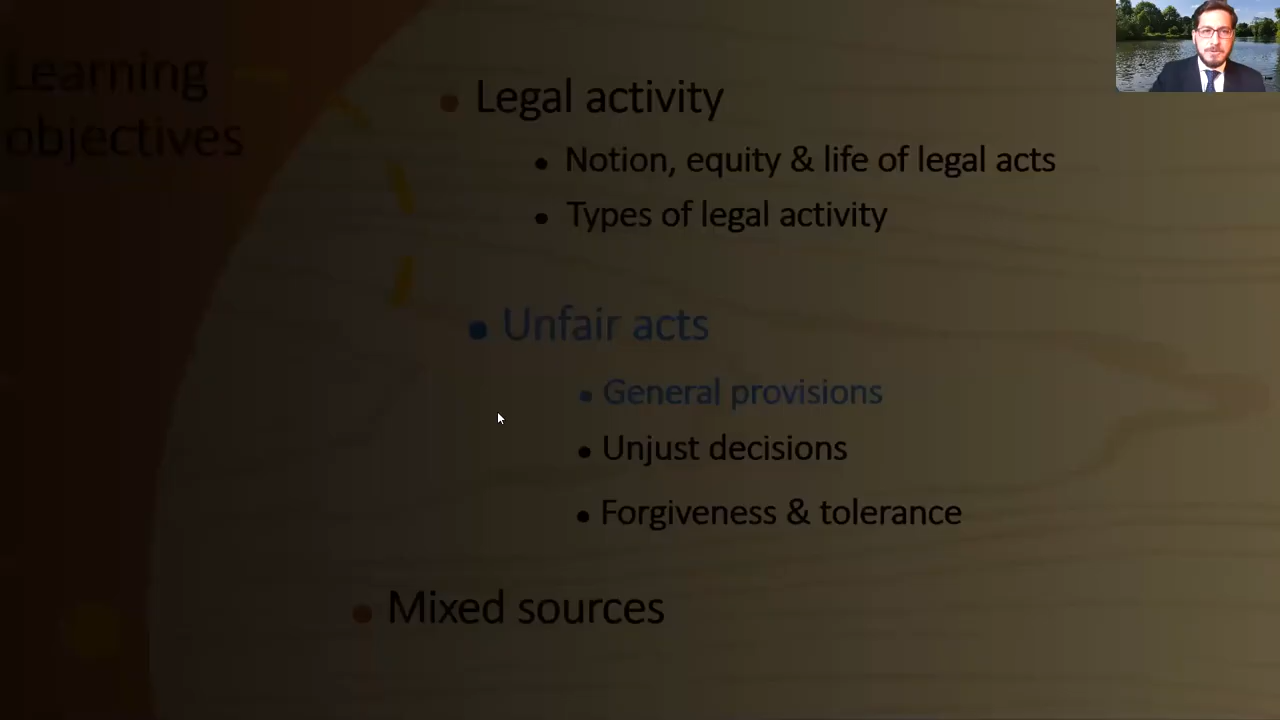 Learning
objectives
Legal activity
Notion, equity & life of legal acts
Types of legal activity
Unfair acts
General provisions
Unjust decisions
Forgiveness & tolerance
Mixed sources